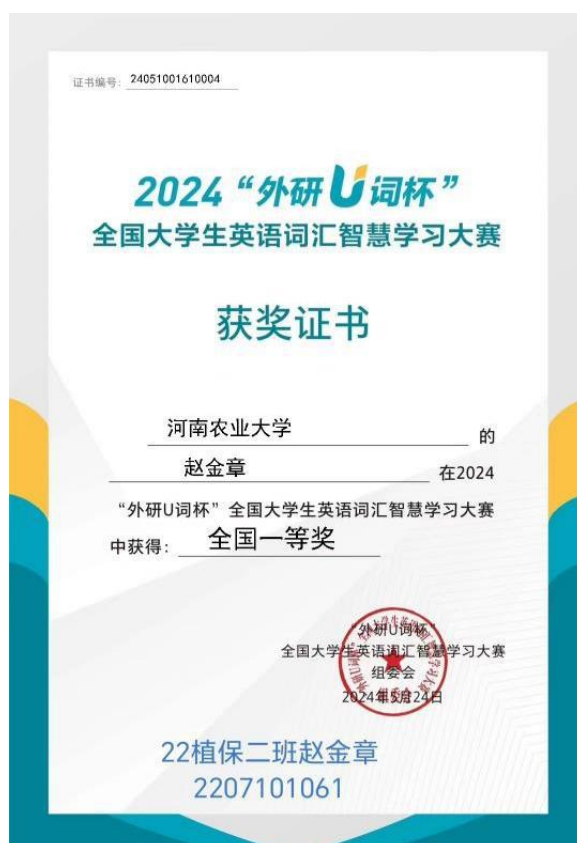 证书编号: 24051001610004
2024“外研U词杯”
全国大学生英语词汇智慧学习大赛
获奖证书
河南农业大学 的
赵金章 在2024
“外研U词杯”全国大学生英语词汇智慧学习大赛
中获得: 全国一等奖
“外研U词杯”
全国大学生英语词汇智慧学习大赛
组委会
2024年5月24日
22植保二班赵金章
2207101061